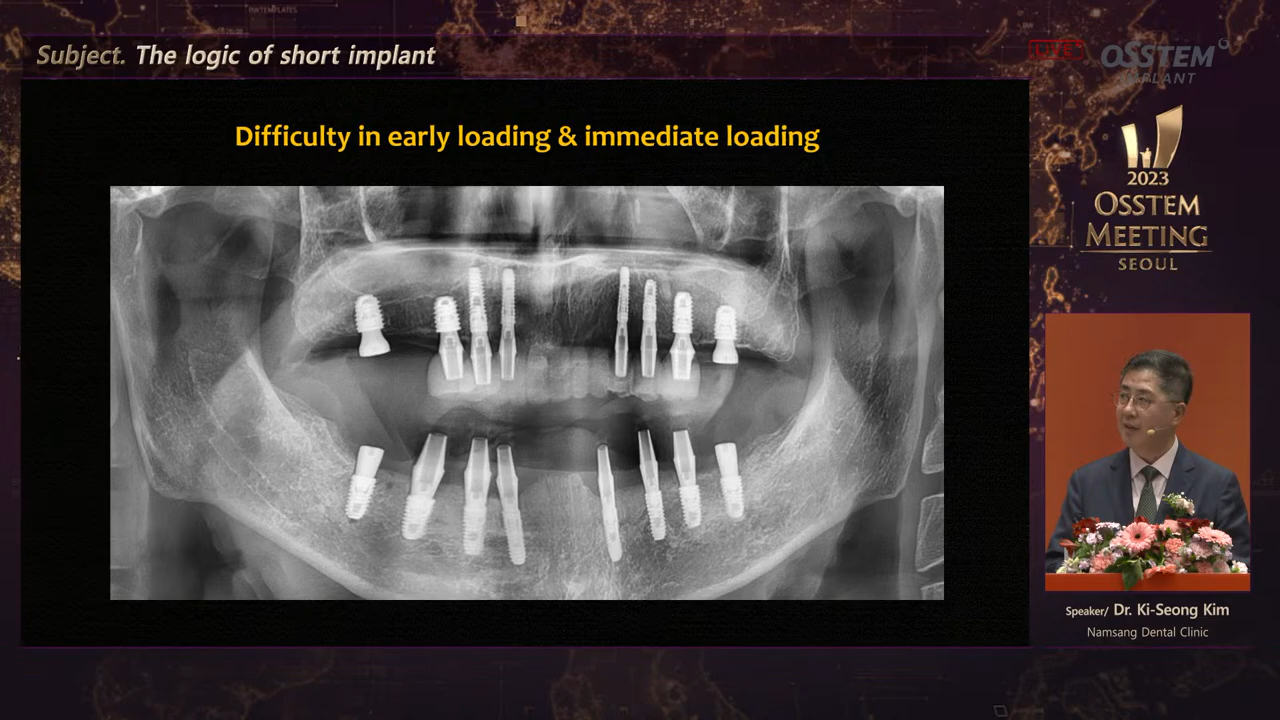 Subject. The logic of short implant
LIVE
OSSTEM
IMPLANT
Difficulty in early loading & immediate loading
2023
OSSTEM
MEETING
SEOUL
Speaker/ Dr. Ki-Seong Kim
Namsang Dental Clinic